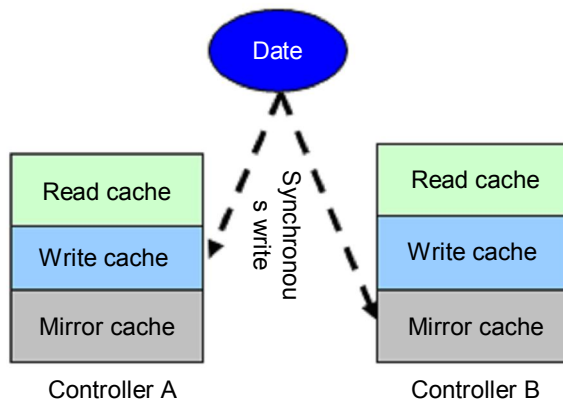 Date
Synchronou
s write
Read cache
Write cache
Mirror cache
Controller A
Read cache
Write cache
Mirror cache
Controller B